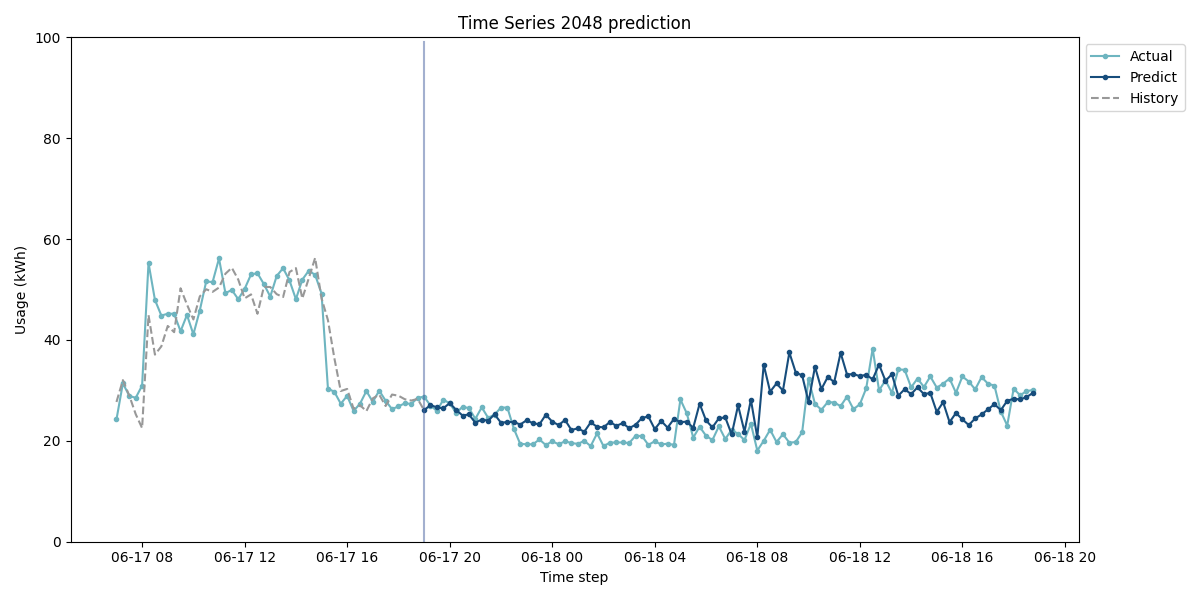 Time Series 2048 prediction
100
80
60
40
20
0
Usage (kWh)
06-17 08
06-17 12
06-17 16
06-17 20
06-18 00
06-18 04
06-18 08
06-18 12
06-18 16
06-18 20
Time step
Actual
Predict
History